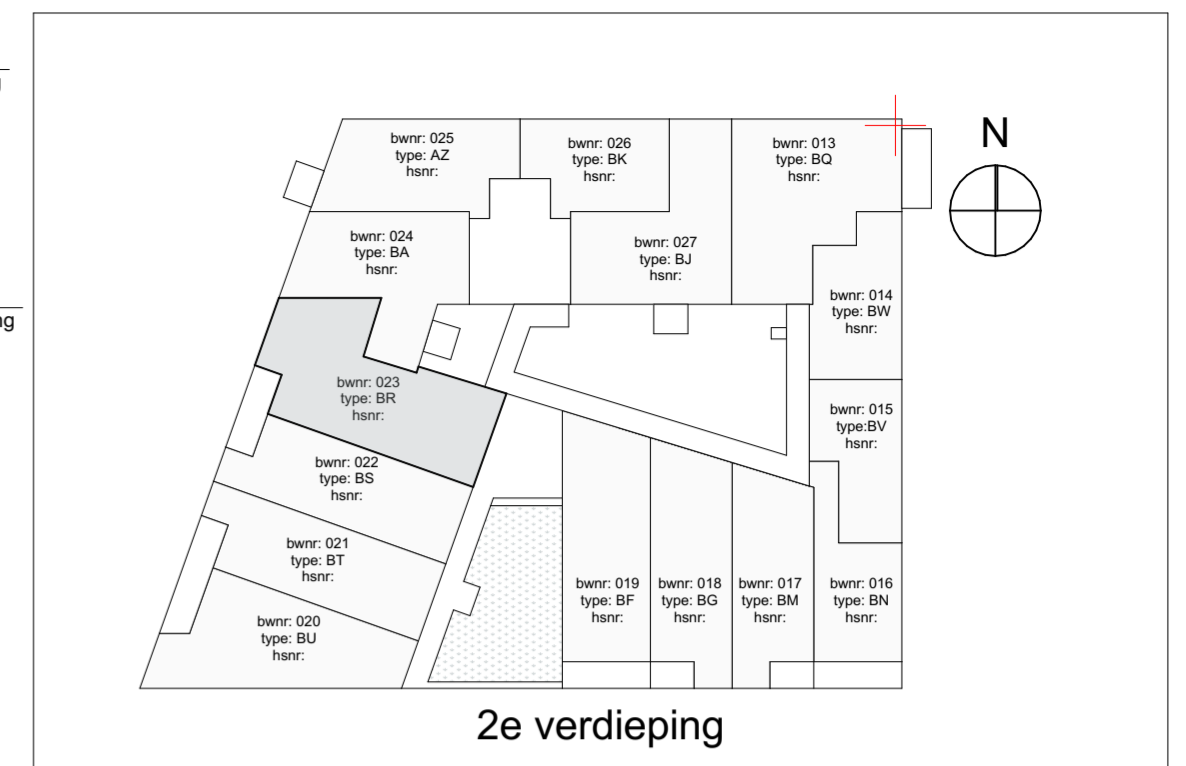 g
ng
N
bwnr: 025
type: AZ
hsnr:
bwnr: 026
type: BK
hsnr:
bwnr: 013
type: BQ
hsnr:
bwnr: 024
type: BA
hsnr:
bwnr: 027
type: BJ
hsnr:
bwnr: 014
type: BW
hsnr:
bwnr: 023
type: BR
hsnr:
bwnr: 015
type:BV
hsnr:
bwnr: 022
type: BS
hsnr:
bwnr: 021
type: BT
hsnr:
bwnr: 019
type: BF
hsnr:
bwnr: 018
type: BG
hsnr:
bwnr: 017
type: BM
hsnr:
bwnr: 016
type: BN
hsnr:
bwnr: 020
type: BU
hsnr:
2e verdieping